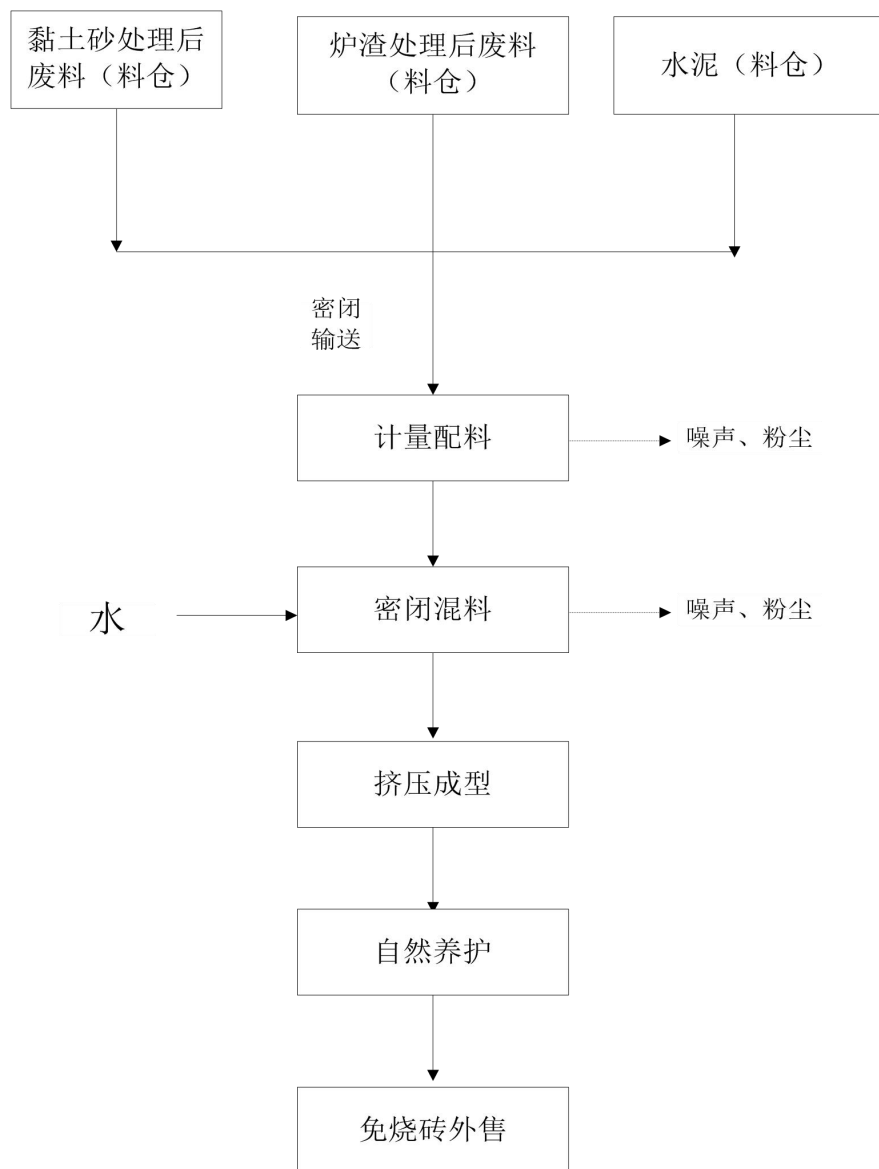 黏土砂处理后
废料（料仓）
炉渣处理后废料
（料仓）
水泥（料仓）
密闭
输送
计量配料
噪声、粉尘
水
密闭混料
噪声、粉尘
挤压成型
自然养护
免烧砖外售